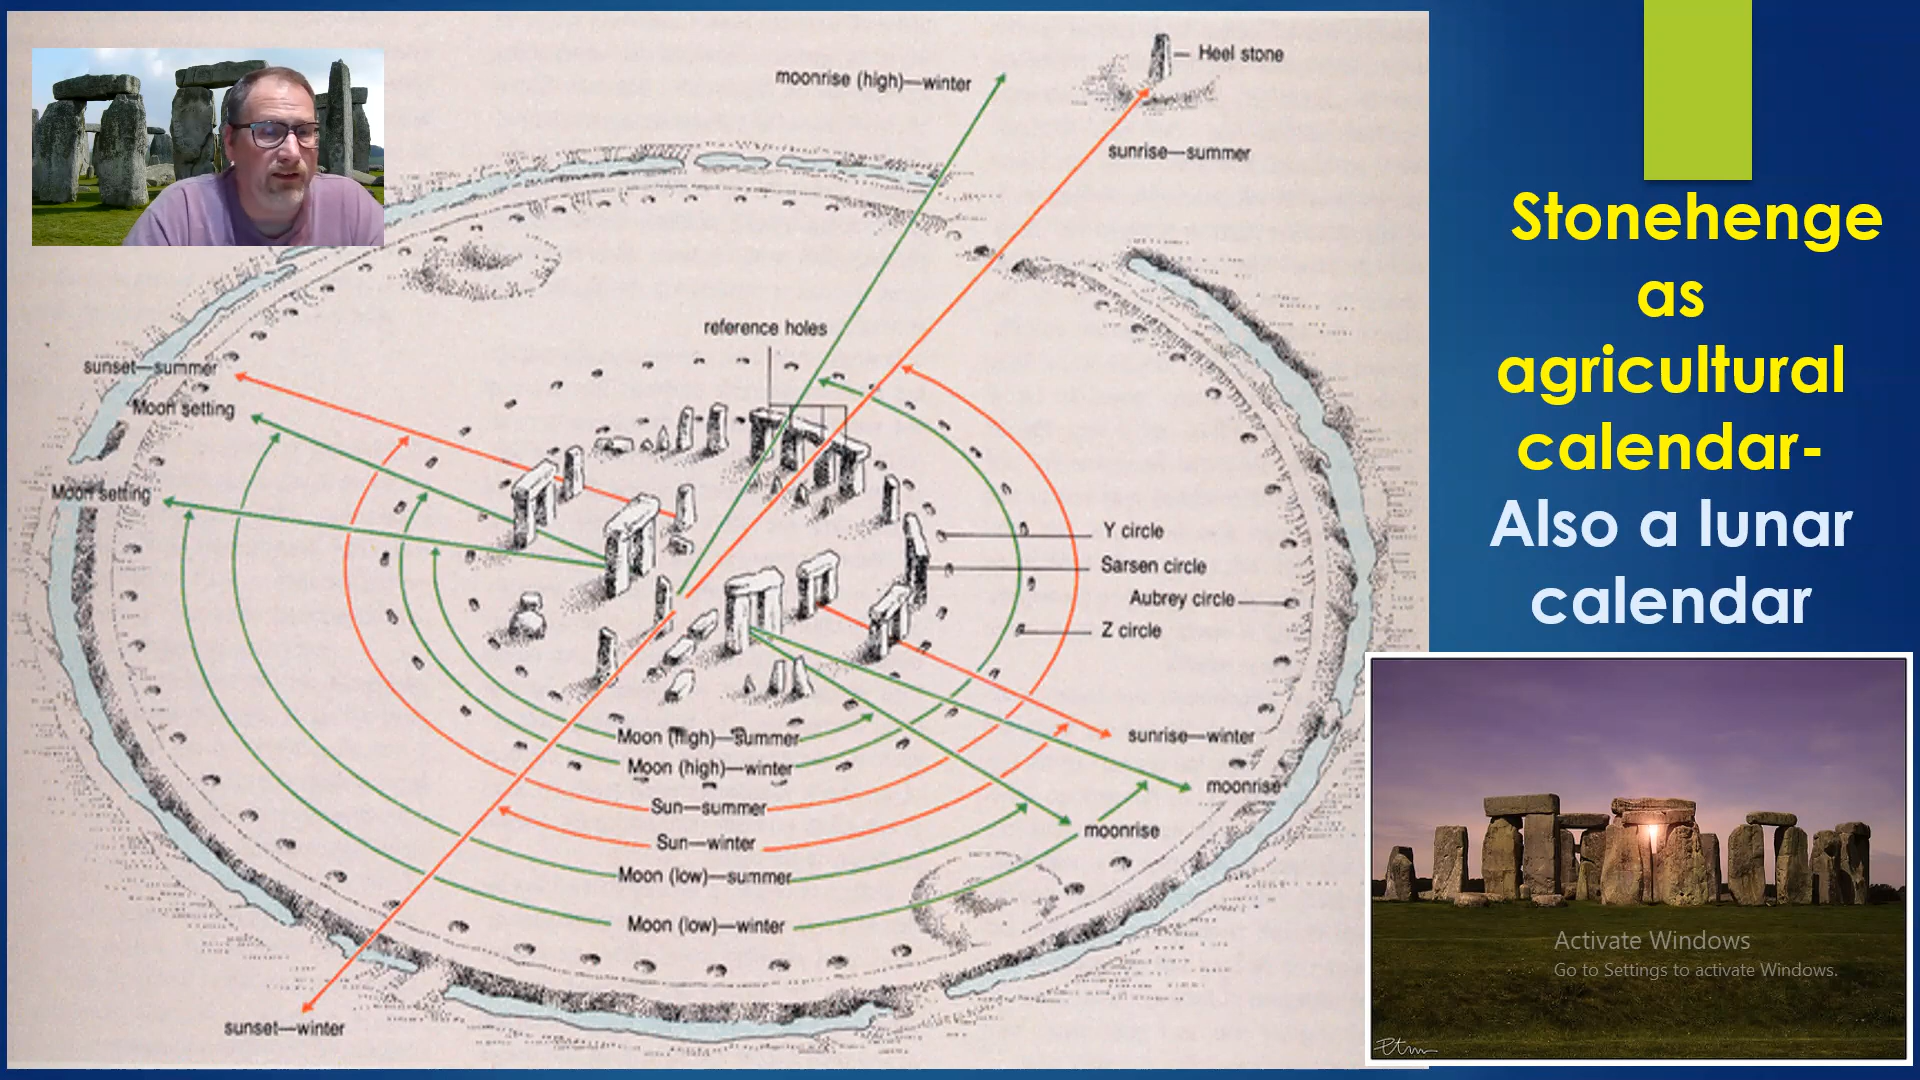 Heel stone
moonrise (high)—winter
sunrise—summer
reference holes
sunset—summer
Moon setting
Moon setting
Y circle
Sarsen circle
Aubrey circle
Z circle
Moon (high)—summer
sunrise—winter
Moon (high)—winter
moonrise
Sun—summer
moonrise
Sun—winter
Moon (low)—summer
Moon (low)—winter
sunset—winter
Stonehenge
as
agricultural
calendar-
Also a lunar
calendar
Activate Windows
Go to Settings to activate Windows.